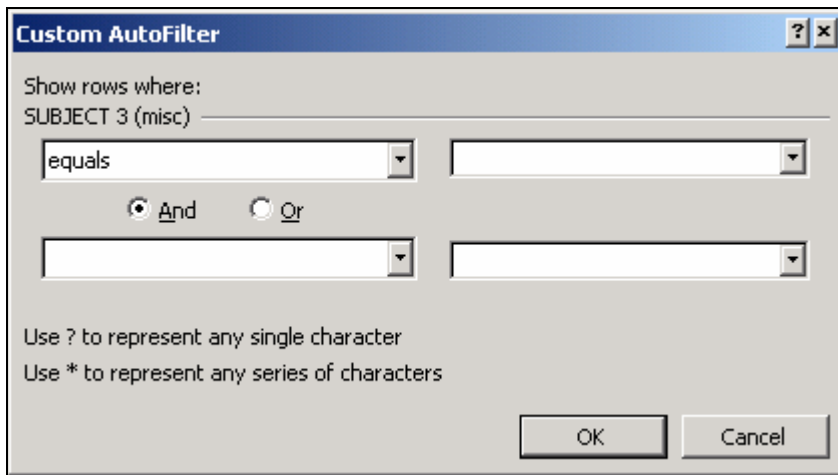 Custom AutoFilter
Show rows where:
SUBJECT 3 (misc)
equals
And Or
Use ? to represent any single character
Use * to represent any series of characters
OK Cancel